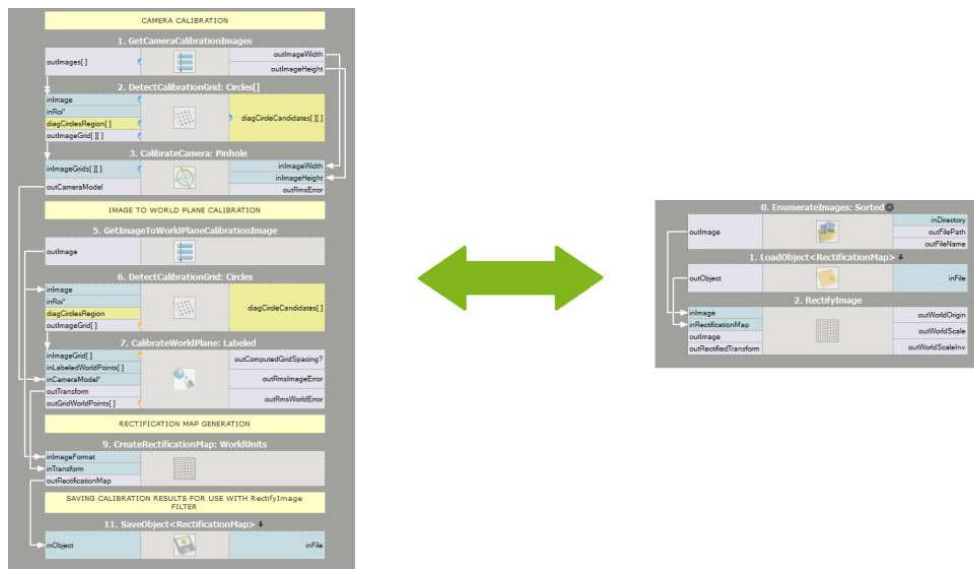 CAMERA CALIBRATION
1. GetCameraCalibrationImages
outImages[ ]
outImageWidth
outImageHeight
2. DetectCalibrationGrid: Circles[]
inImage
inRoi*
diagCirclesRegion[ ]
outImageGrid[ ][ ]
diagCircleCandidates[ ][ ]
3. CalibrateCamera: Pinhole
inImageGrids[ ][ ]
outCameraModel
inImageWidth
inImageHeight
outRmsError
IMAGE TO WORLD PLANE CALIBRATION
5. GetImageToWorldPlaneCalibrationImage
outImage
6. DetectCalibrationGrid: Circles
inImage
inRoi*
diagCirclesRegion
outImageGrid[ ]
diagCircleCandidates[ ]
7. CalibrateWorldPlane: Labeled
inImageGrid[ ]
inLabeledWorldPoints[ ]
inCameraModel*
outTransform
outGridWorldPoints[ ]
outComputedGridSpacing?
outRmsImageError
outRmsWorldError
RECTIFICATION MAP GENERATION
9. CreateRectificationMap: WorldUnits
inImageFormat
inTransform
outRectificationMap
SAVING CALIBRATION RESULTS FOR USE WITH RectifyImage
FILTER
11. SaveObject<RectificationMap>
inObject
inFile
0. EnumerateImages: Sorted
outImage
inDirectory
outFilePath
outFileName
1. LoadObject<RectificationMap>
outObject
inFile
2. RectifyImage
inImage
inRectificationMap
outImage
outRectifiedTransform
outWorldOrigin
outWorldScale
outWorldScaleInv